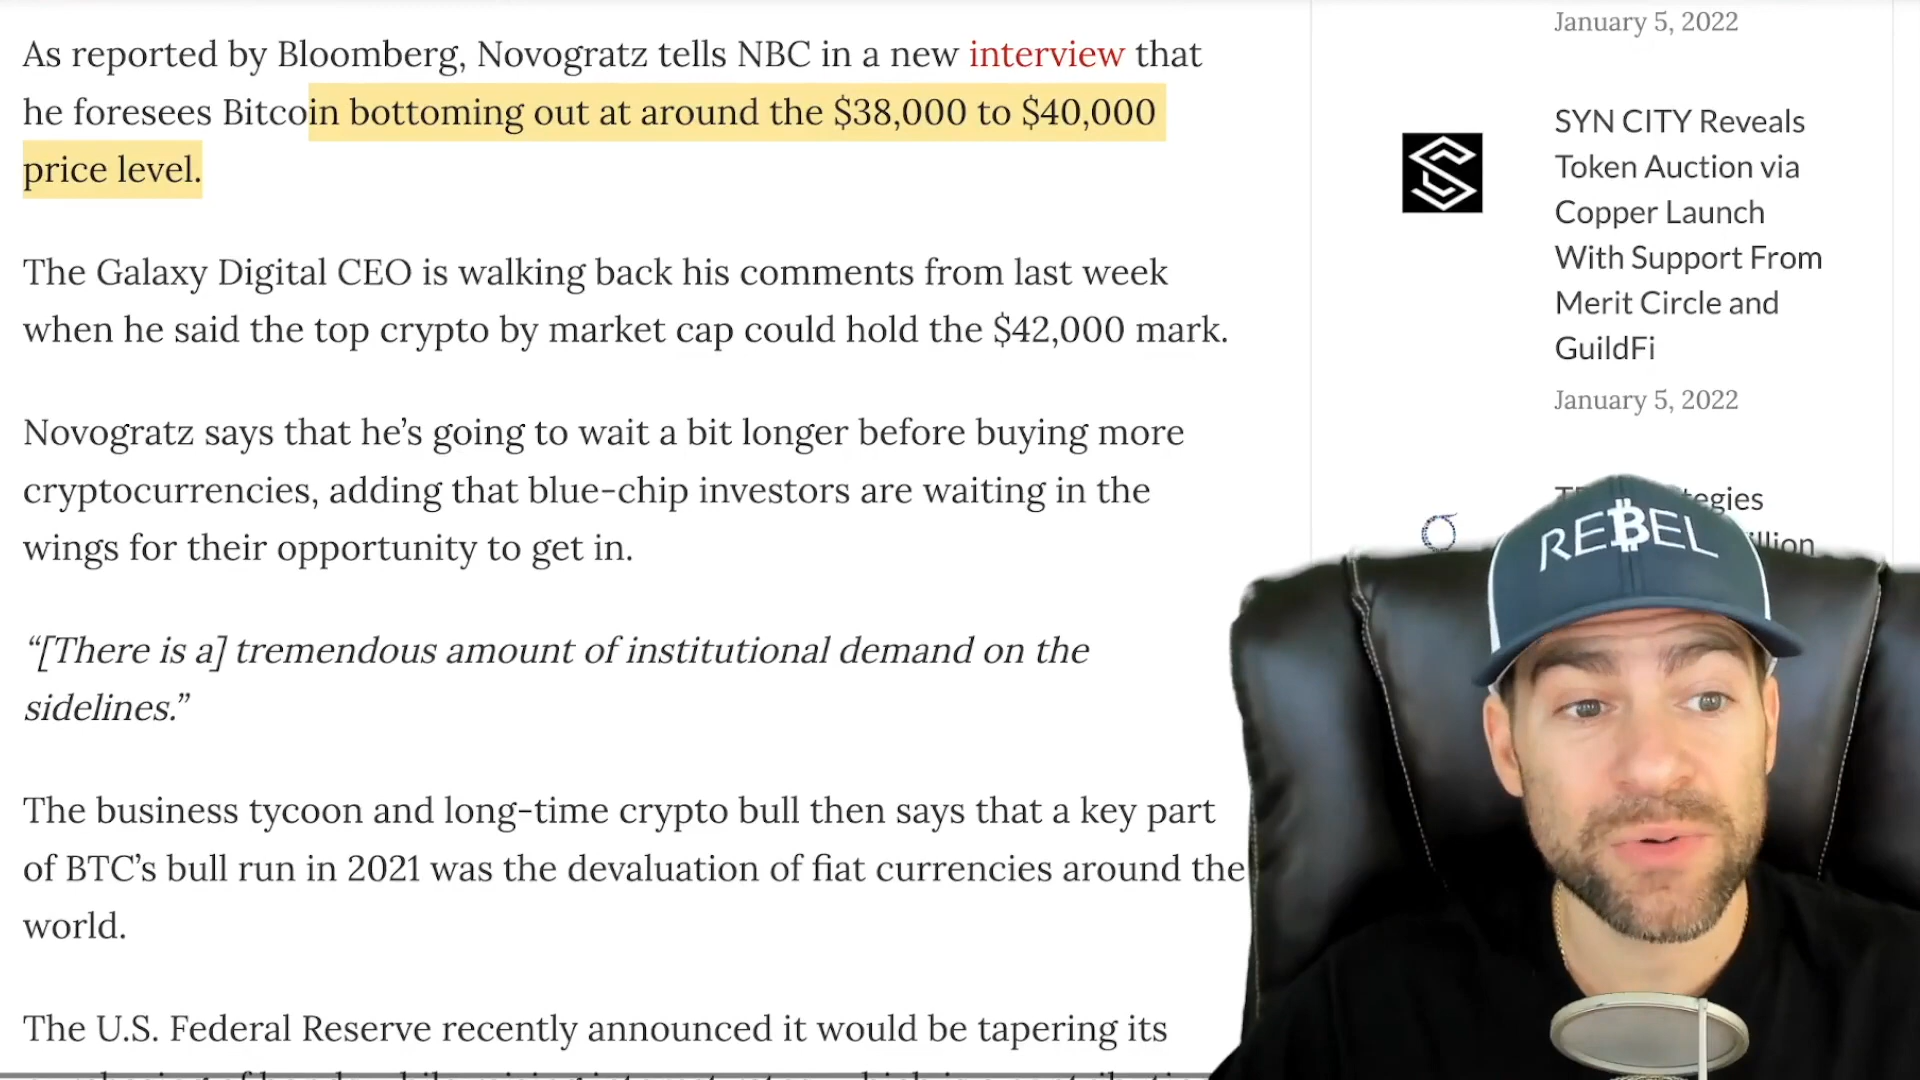 As reported by Bloomberg, Novogratz tells NBC in a new interview that
he foresees Bitcoin bottoming out at around the $38,000 to $40,000
price level.
The Galaxy Digital CEO is walking back his comments from last week
when he said the top crypto by market cap could hold the $42,000 mark.
Novogratz says that he’s going to wait a bit longer before buying more
cryptocurrencies, adding that blue-chip investors are waiting in the
wings for their opportunity to get in.
“[There is a] tremendous amount of institutional demand on the
sidelines.”
The business tycoon and long-time crypto bull then says that a key part
of BTC’s bull run in 2021 was the devaluation of fiat currencies around the
world.
The U.S. Federal Reserve recently announced it would be tapering its
January 5, 2022
SYN CITY Reveals
Token Auction via
Copper Launch
With Support From
Merit Circle and
GuildFi
January 5, 2022
REBEL